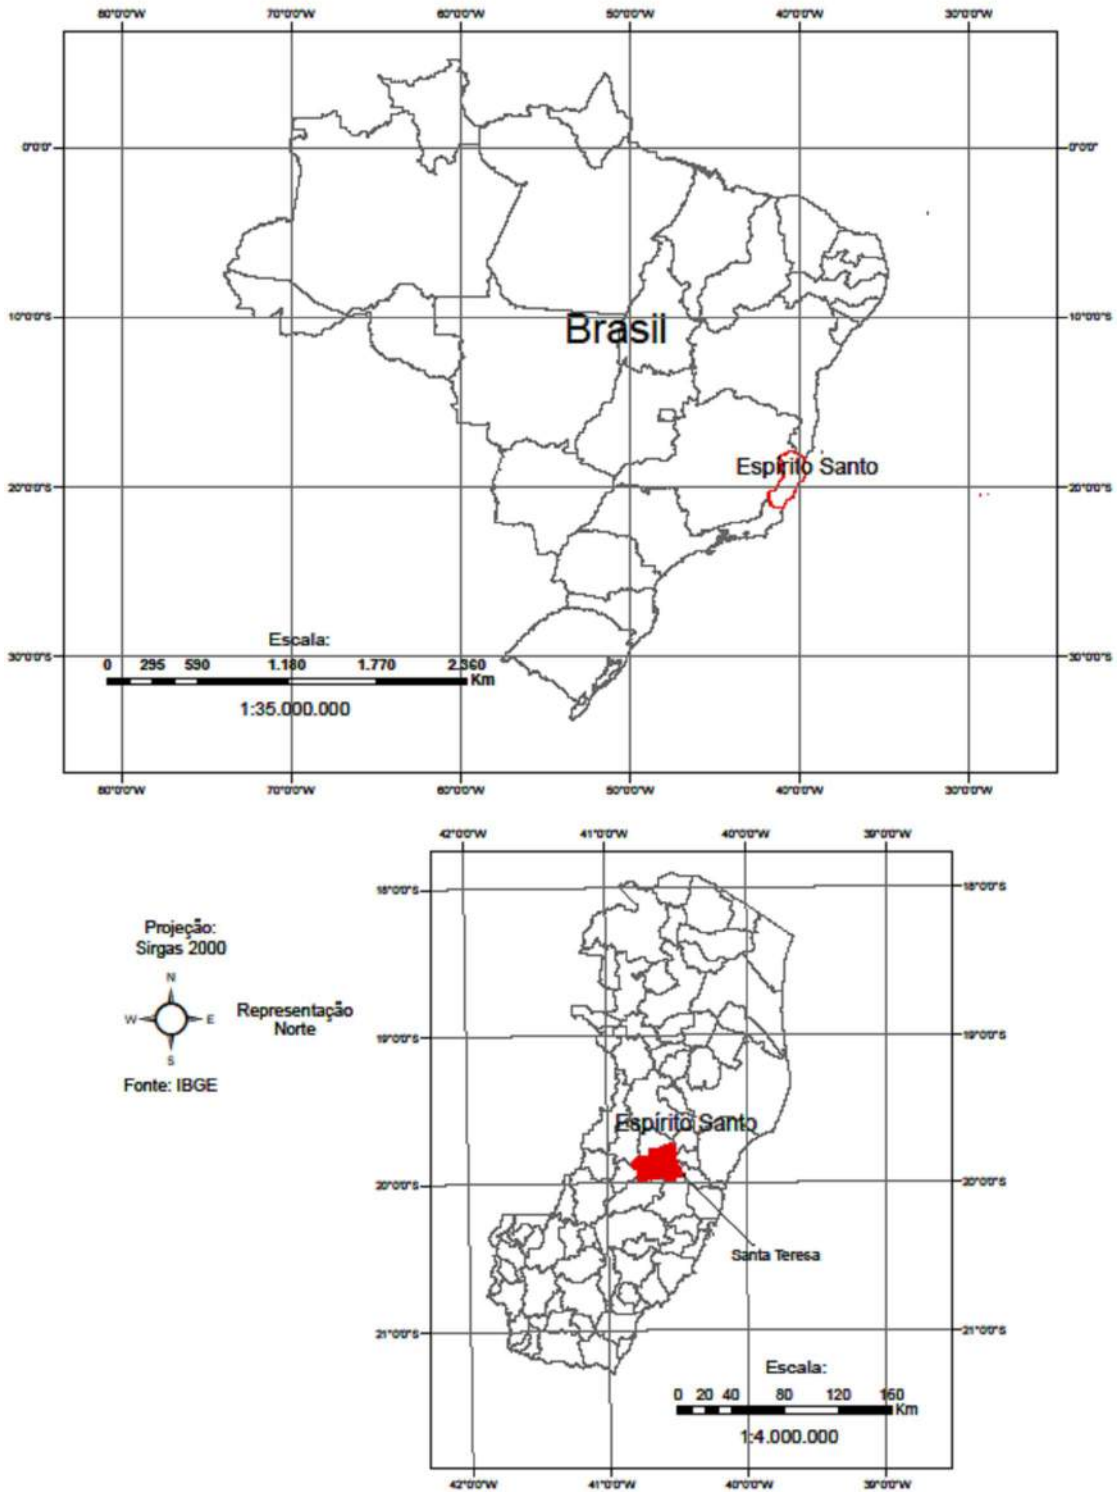 80°0'0"W 70°0'0"W 60°0'0"W 50°0'0"W 40°0'0"W 30°0'0"W
0°0'0" 0°0'0"
10°0'0"S Brasil 10°0'0"S
Espírito Santo
20°0'0"S 20°0'0"S
Escala:
30°0'0"S 30°0'0"S
0 295 590 1.180 1.770 2.360
Km
1:35.000.000
80°0'0"W 70°0'0"W 60°0'0"W 50°0'0"W 40°0'0"W 30°0'0"W
42°0'0"W 41°0'0"W 40°0'0"W 39°0'0"W
18°0'0"S 18°0'0"S
Projeção:
Sirgas 2000
N
W E
S
Representação
Norte
Fonte: IBGE
19°0'0"S 19°0'0"S
Espírito Santo
20°0'0"S 20°0'0"S
Santa Teresa
21°0'0"S 21°0'0"S
Escala:
0 20 40 80 120 160
Km
1:4.000.000
42°0'0"W 41°0'0"W 40°0'0"W 39°0'0"W